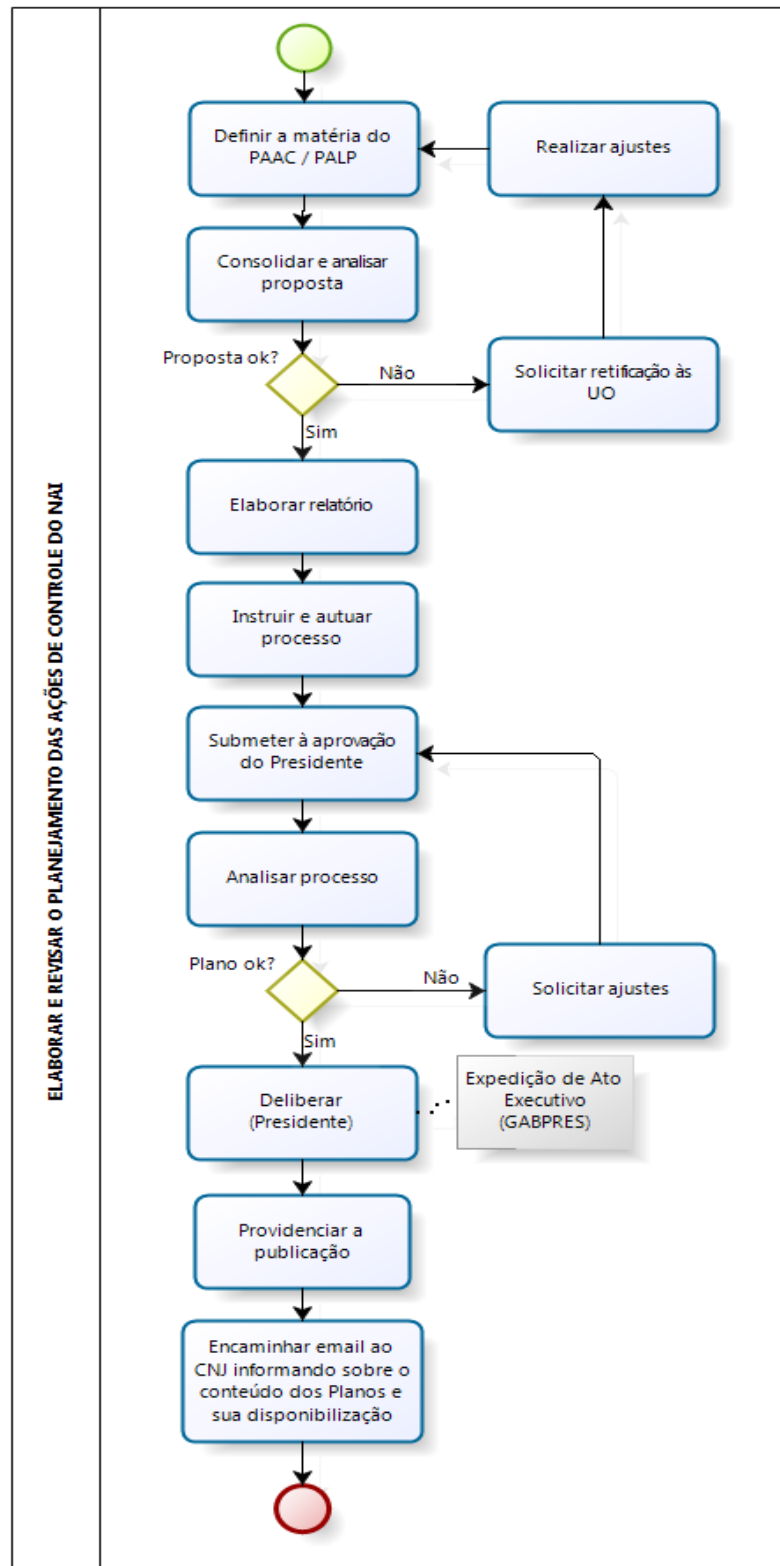 ELABORAR E REVISAR O PLANEJAMENTO DAS AÇÕES DE CONTROLE DO NAI
Definir a matéria do
PAAC / PALP
Realizar ajustes
Consolidar e analisar
proposta
Proposta ok?
Não
Solicitar retificação às
UO
Sim
Elaborar relatório
Instruir e autuar
processo
Submeter à aprovação
do Presidente
Analisar processo
Plano ok?
Não
Solicitar ajustes
Sim
Deliberar
(Presidente)
Expedição de Ato
Executivo
(GABPRES)
Providenciar a
publicação
Encaminhar email ao
CNJ informando sobre o
conteúdo dos Planos e
sua disponibilização